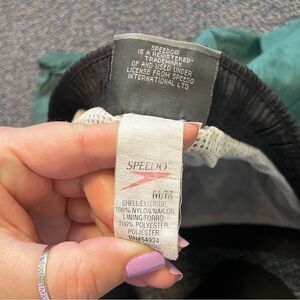 SPEEDO®
IS A REGISTERED
TRADEMARK
OF AND USED UNDER
LICENSE FROM SPEEDO
INTERNATIONAL LTD.
SPEEDO
M/M
SHELL/EXTERIOR
100% NYLON/NAILON
LINING/FORRO
100% POLYESTER
POLIESTER